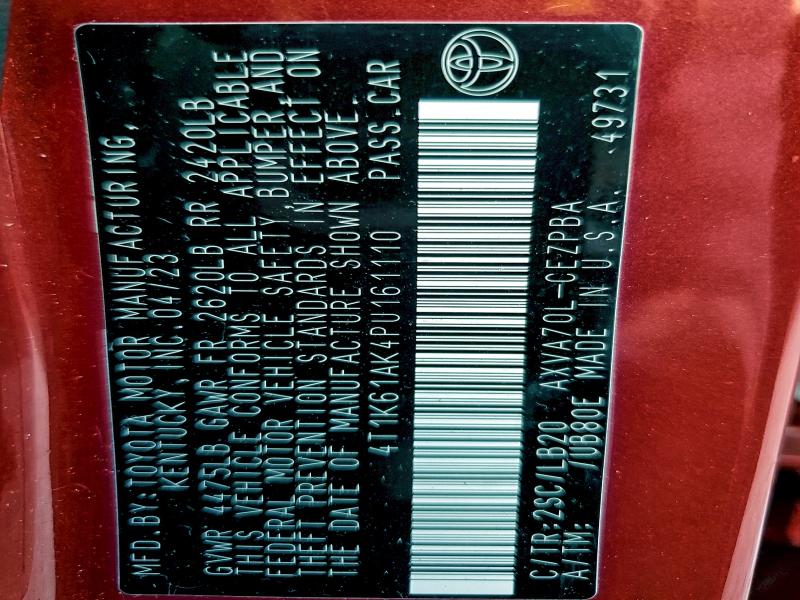 MFD. BY: TOYOTA MOTOR MANUFACTURING,
KENTUCKY, INC. 04/23
GVWR 4475LB GAWR FR 2620LB RR 2420LB
THIS VEHICLE CONFORMS TO ALL APPLICABLE
FEDERAL MOTOR VEHICLE SAFETY, BUMPER AND
THEFT PREVENTION STANDARDS IN EFFECT ON
THE DATE OF MANUFACTURE SHOWN ABOVE.
4T1K61AK4PU161110 PASS.CAR
C/TR:2SC/LB20 AXVA70L-CEZPBA
A/TM: /UB80E MADE IN U.S.A. 49731